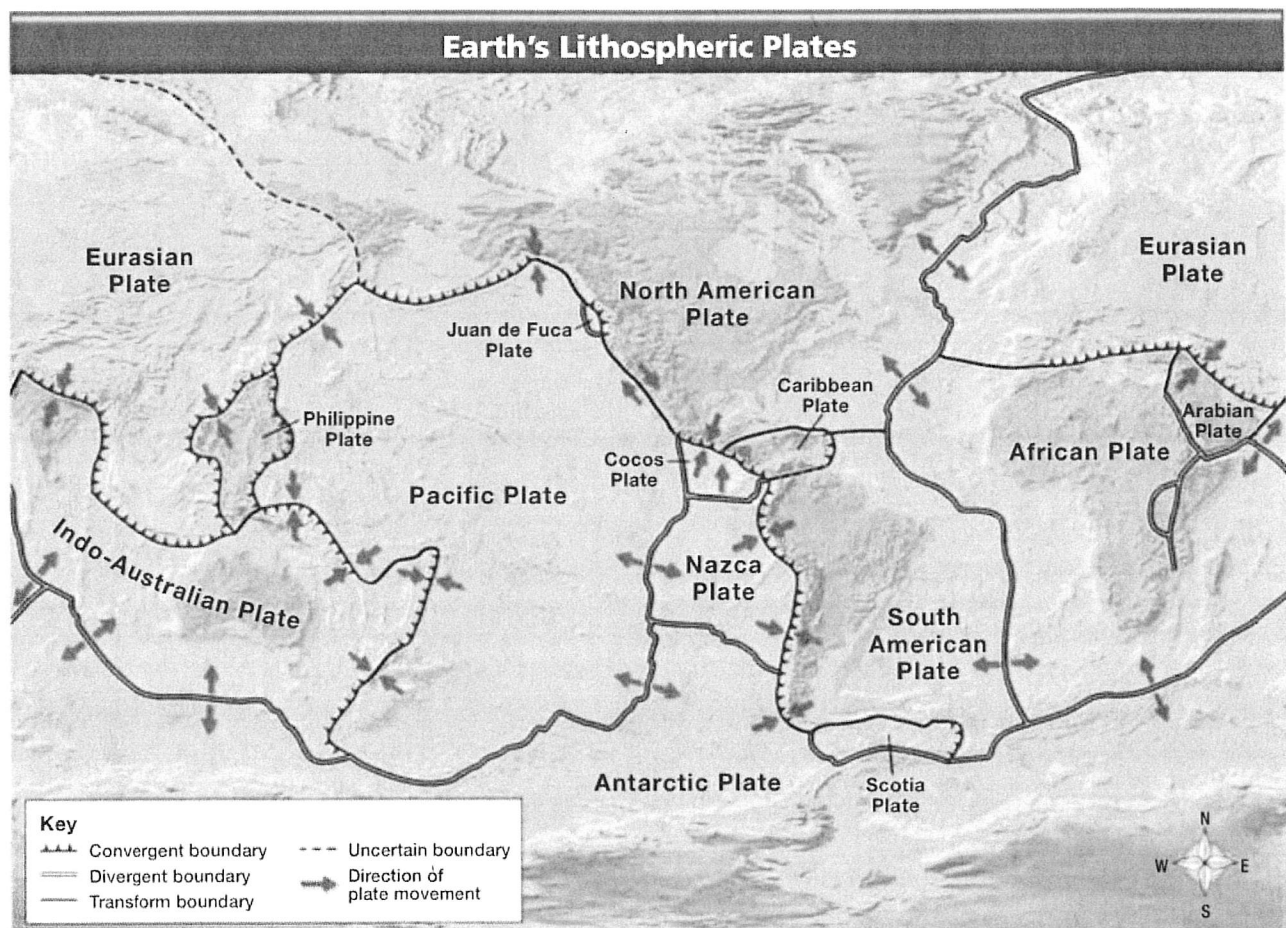 Earth's Lithospheric Plates
Eurasian
Plate
North American
Plate
Eurasian
Plate
Juan de Fuca
Plate
Caribbean
Plate
Philippine
Plate
Arabian
Plate
Cocos
Plate
African Plate
Pacific Plate
Indo-Australian Plate
Nazca
Plate
South
American
Plate
Antarctic Plate
Scotia
Plate
Key
Convergent boundary
Divergent boundary
Transform boundary
Uncertain boundary
Direction of
plate movement
N
W E
S